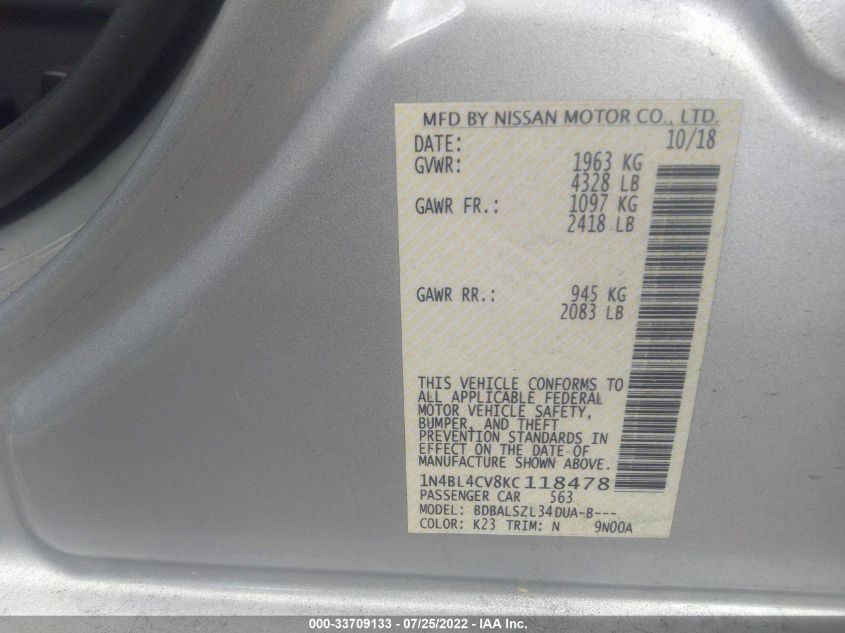 MFD BY NISSAN MOTOR CO., LTD.
DATE: 10/18
GVWR: 1963 KG
4328 LB
GAWR FR.: 1097 KG
2418 LB
GAWR RR.: 945 KG
2083 LB
THIS VEHICLE CONFORMS TO
ALL APPLICABLE FEDERAL
MOTOR VEHICLE SAFETY,
BUMPER, AND THEFT
PREVENTION STANDARDS IN
EFFECT ON THE DATE OF
MANUFACTURE SHOWN ABOVE.
1N4BL4CV8KC118478
PASSENGER CAR 563
MODEL: BDBALSZL34DUA-B---
COLOR: K23 TRIM: N 9N00A
000-33709133 - 07/25/2022 - IAA Inc.